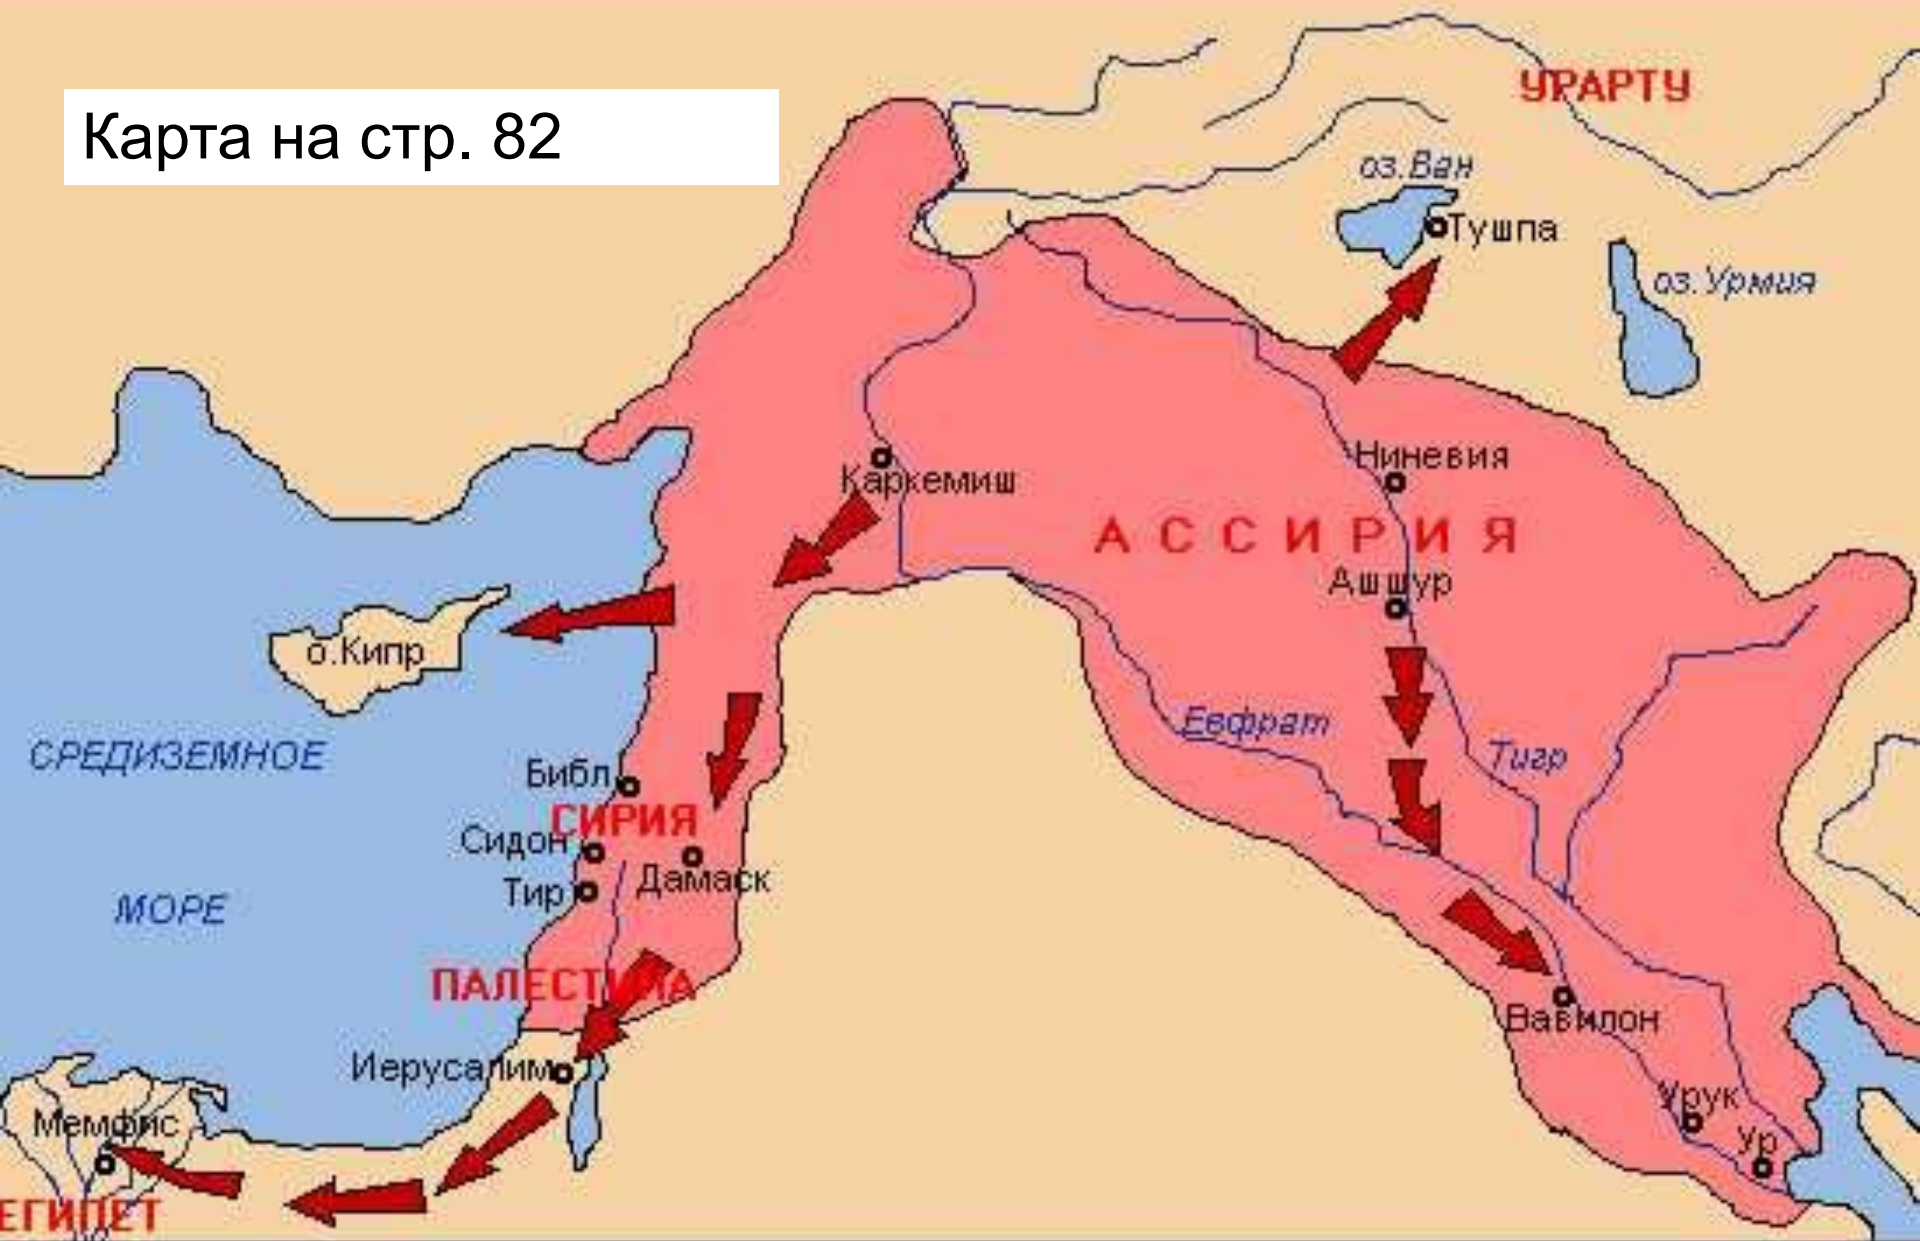 Карта на стр. 82
УРАРТУ
оз.Ван
Тушпа
оз.Урмия
Ниневия
Каркемиш
АССИРИЯ
Ашшур
о.Кипр
Евфрат
СРЕДИЗЕМНОЕ
Тигр
Библ
СИРИЯ
Сидон
Дамаск
Тир
МОРЕ
ПАЛЕСТИНА
Вавилон
Иерусалим
Урук
Мемфис
Ур
ЕГИПЕТ